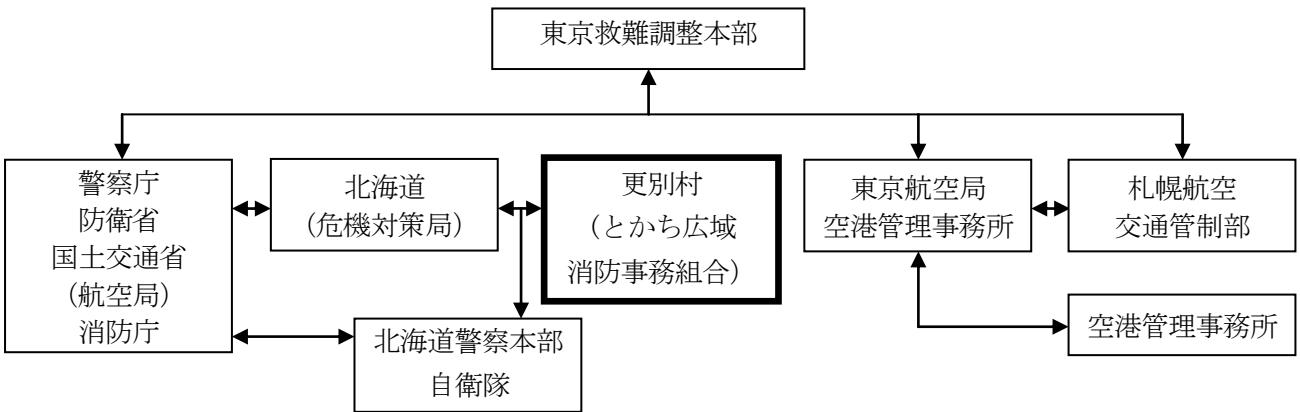 東京救難調整本部
警察庁
防衛省
国土交通省
（航空局）
消防庁
北海道
（危機対策局）
更別村
（とかち広域
消防事務組合）
東京航空局
空港管理事務所
札幌航空
交通管制部
北海道警察本部
自衛隊
空港管理事務所